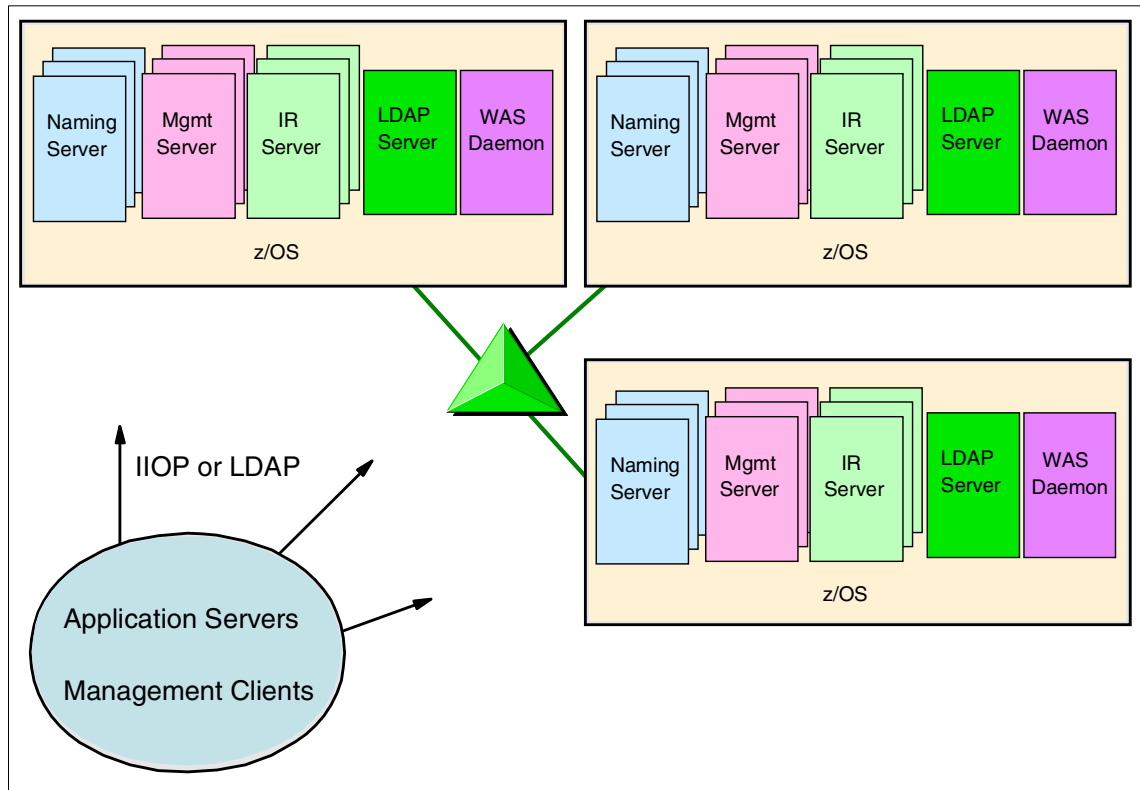 Naming
Server
Mgmt
Server
IR
Server
LDAP
Server
WAS
Daemon
z/OS
Naming
Server
Mgmt
Server
IR
Server
LDAP
Server
WAS
Daemon
z/OS
Naming
Server
Mgmt
Server
IR
Server
LDAP
Server
WAS
Daemon
z/OS
IIOP or LDAP
Application Servers
Management Clients